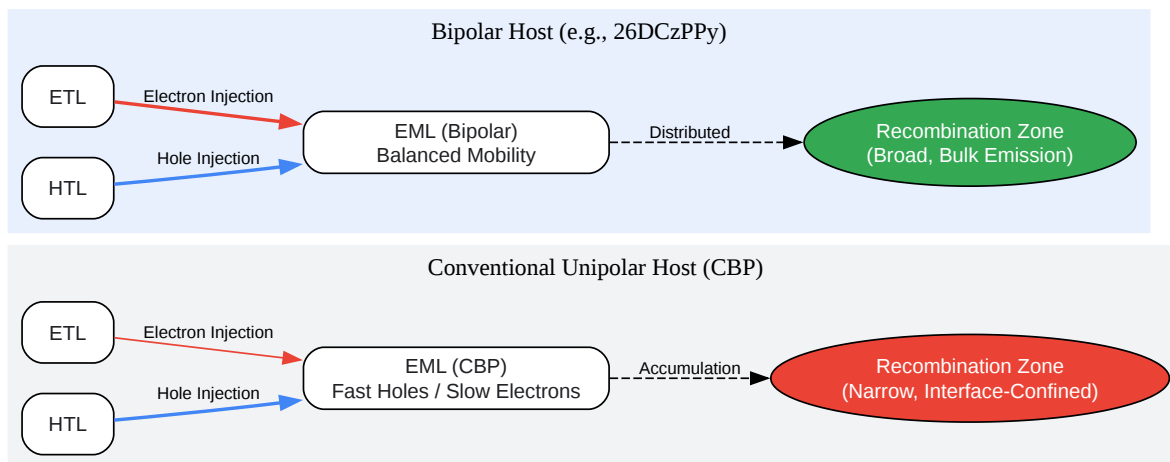 Bipolar Host (e.g., 26DCzPPy)
ETL
Electron Injection
HTL
Hole Injection
EML (Bipolar)
Balanced Mobility
Distributed
Recombination Zone
(Broad, Bulk Emission)
Conventional Unipolar Host (CBP)
ETL
Electron Injection
HTL
Hole Injection
EML (CBP)
Fast Holes / Slow Electrons
Accumulation
Recombination Zone
(Narrow, Interface-Confined)